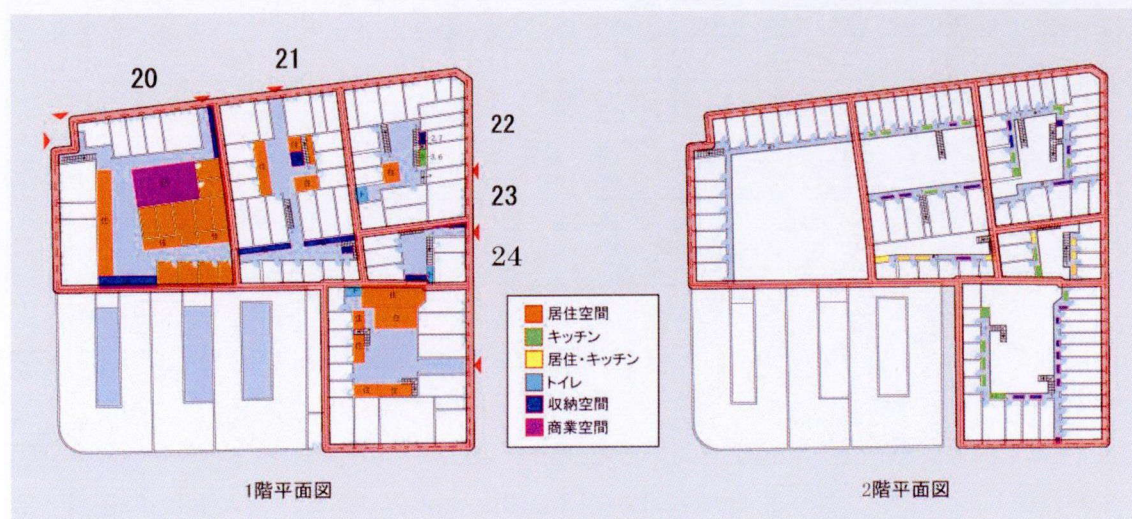 20
21
22
23
24
居住空間
キッチン
居住・キッチン
トイレ
収納空間
商業空間
1階平面図
2階平面図